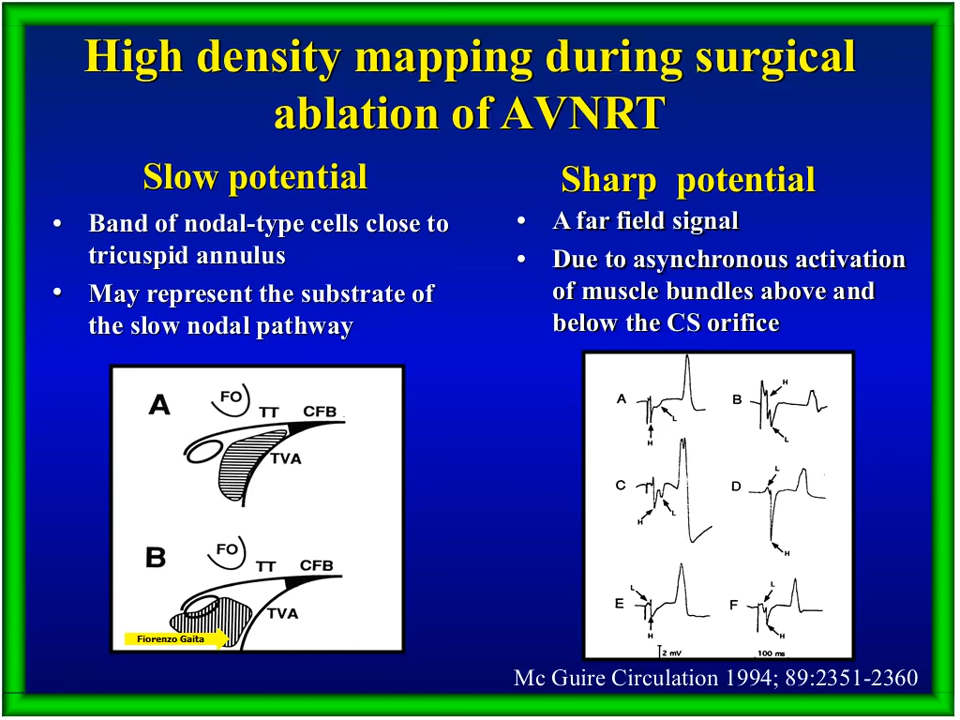 High density mapping during surgical
ablation of AVNRT
Slow potential
• Band of nodal-type cells close to
tricuspid annulus
• May represent the substrate of
the slow nodal pathway
Sharp potential
• A far field signal
• Due to asynchronous activation
of muscle bundles above and
below the CS orifice
A
FO
TT
CFB
TVA
B
FO
TT
CFB
TVA
Fiorenzo Gaita
A
L
H
B
H
L
C
L
H
D
L
H
E
L
H
F
L
H
2 mV
100 ms
Mc Guire Circulation 1994; 89:2351-2360